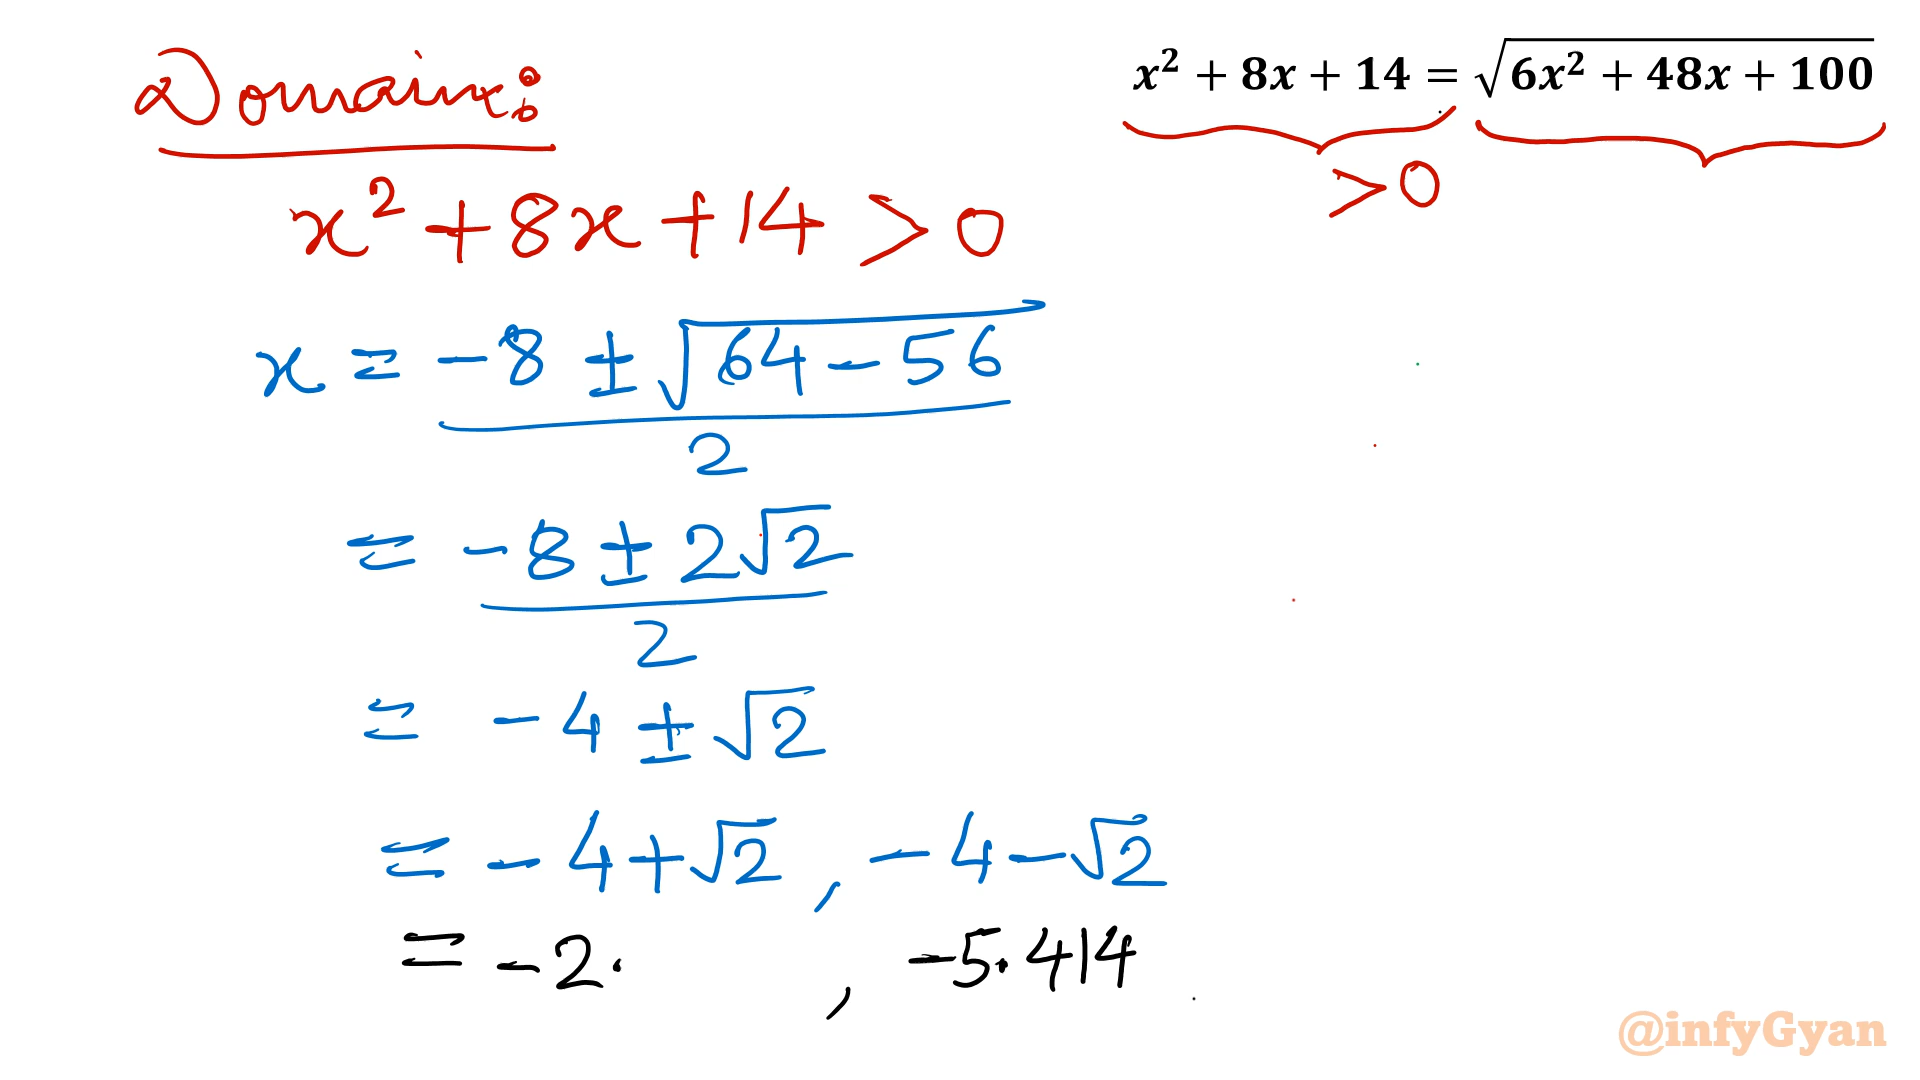 x² + 8x + 14 = √(6x² + 48x + 100)
> 0
Domain:
x² + 8x + 14 > 0
x = (-8 ± √(64 - 56)) / 2
= (-8 ± 2√2) / 2
= -4 ± √2
= -4 + √2 , -4 - √2
= -2. , -5.414
@infyGyan